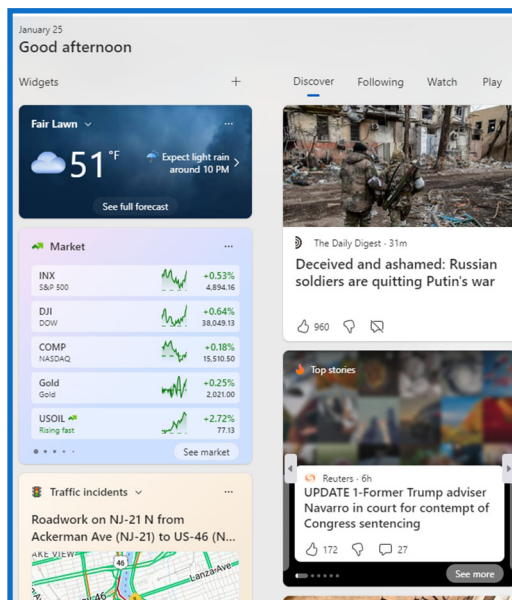 January 25
Good afternoon
Widgets
Discover Following Watch Play
Fair Lawn
51 °F
Expect light rain
around 10 PM
See full forecast
Market
INX +0.53%
S&P 500 4,894.16
DJI +0.64%
DOW 38,049.13
COMP +0.18%
NASDAQ 15,510.50
Gold +0.25%
Gold 2,021.00
USOIL +2.72%
Rising fast 77.13
See market
Traffic incidents
Roadwork on NJ-21 N from
Ackerman Ave (NJ-21) to US-46 (N...
AKE VIEW
46
Lanza Ave
The Daily Digest · 31m
Deceived and ashamed: Russian
soldiers are quitting Putin's war
960
Top stories
Reuters · 6h
UPDATE 1-Former Trump adviser
Navarro in court for contempt of
Congress sentencing
172 27
See more